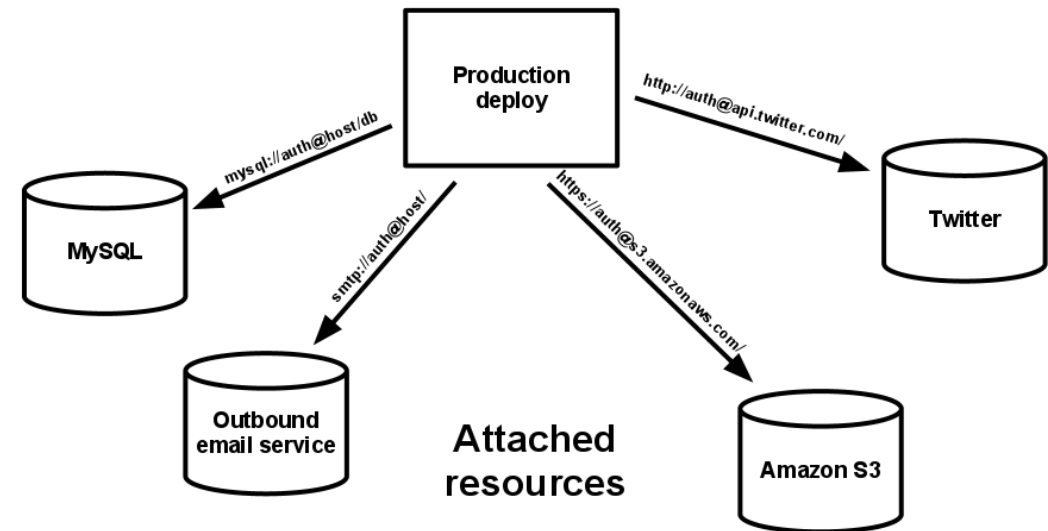 Production
deploy
mysql://auth@host/db
http://auth@api.twitter.com/
smtp://auth@host/
https://auth@s3.amazonaws.com/
MySQL
Twitter
Outbound
email service
Attached
resources
Amazon S3